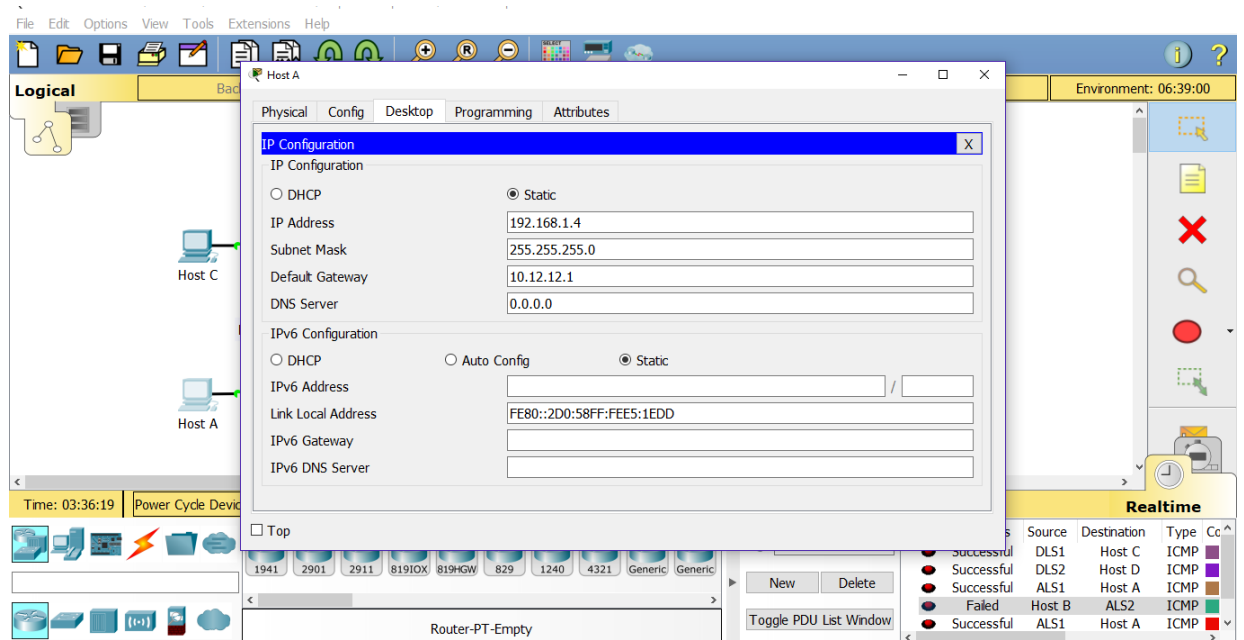 File Edit Options View Tools Extensions Help
Host A
Logical
Bac
Environment: 06:39:00
Physical Config Desktop Programming Attributes
IP Configuration X
IP Configuration
DHCP Static
IP Address 192.168.1.4
Subnet Mask 255.255.255.0
Default Gateway 10.12.12.1
DNS Server 0.0.0.0
IPv6 Configuration
DHCP Auto Config Static
IPv6 Address /
Link Local Address FE80::2D0:58FF:FEE5:1EDD
IPv6 Gateway
IPv6 DNS Server
Top
Host C
Host A
Time: 03:36:19 Power Cycle Devic
Realtime
1941 2901 2911 819IOX 819HGW 829 1240 4321 Generic Generic
Router-PT-Empty
New Delete
Toggle PDU List Window
s Source Destination Type Co
Successful DLS1 Host C ICMP
Successful DLS2 Host D ICMP
Successful ALS1 Host A ICMP
Failed Host B ALS2 ICMP
Successful ALS1 Host A ICMP